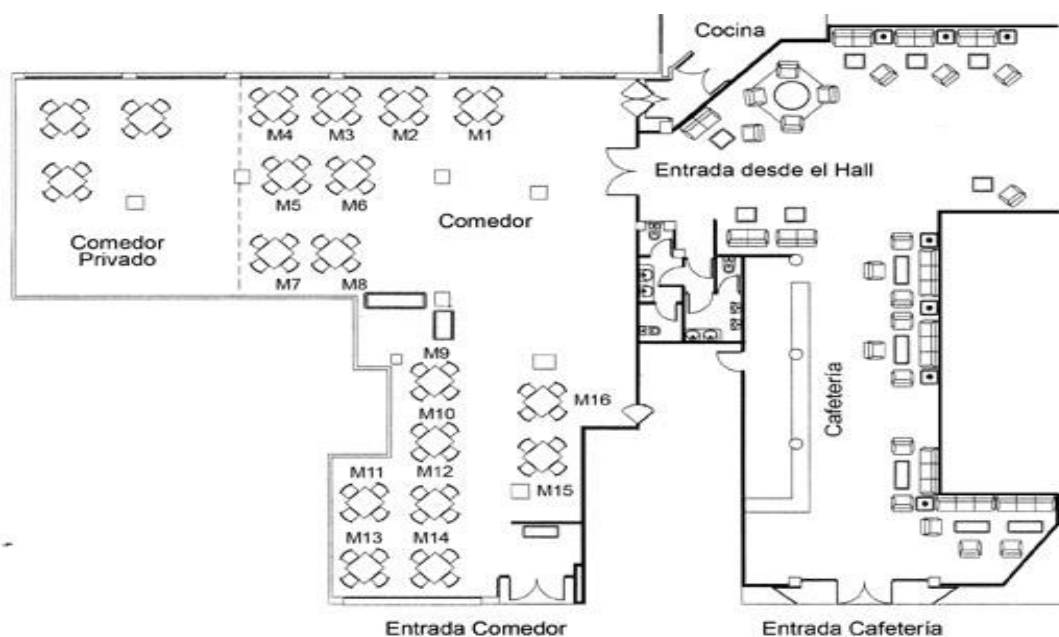 Cocina
M4
M3
M2
M1
Entrada desde el Hall
M5
M6
Comedor
Comedor
Privado
M7
M8
M9
M10
M16
Cafetería
M11
M12
M15
M13
M14
Entrada Comedor
Entrada Cafetería